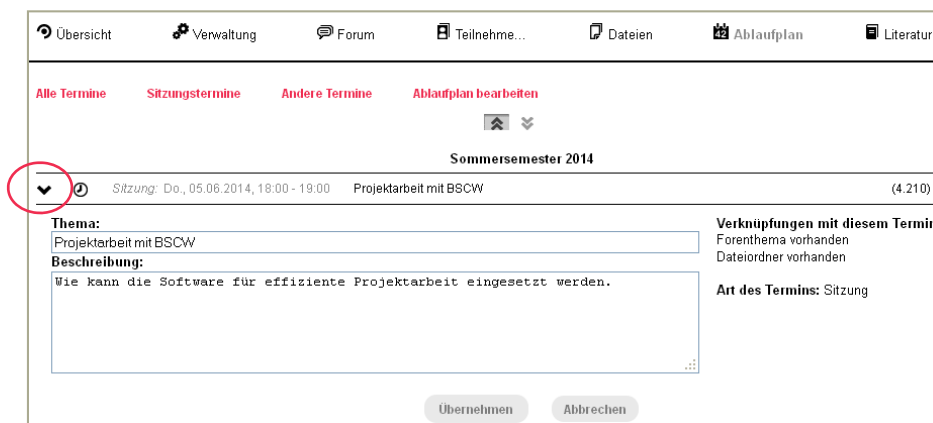 Übersicht Verwaltung Forum Teilnehme... Dateien 42 Ablaufplan Literatur
Alle Termine Sitzungstermine Andere Termine Ablaufplan bearbeiten
Sommersemester 2014
Sitzung: Do., 05.06.2014, 18:00 - 19:00 Projektarbeit mit BSCW (4.210)
Thema: Verknüpfungen mit diesem Termin
Projektarbeit mit BSCW Forenthema vorhanden
Beschreibung: Dateiordner vorhanden
Wie kann die Software für effiziente Projektarbeit eingesetzt werden.
Art des Termins: Sitzung
Übernehmen Abbrechen